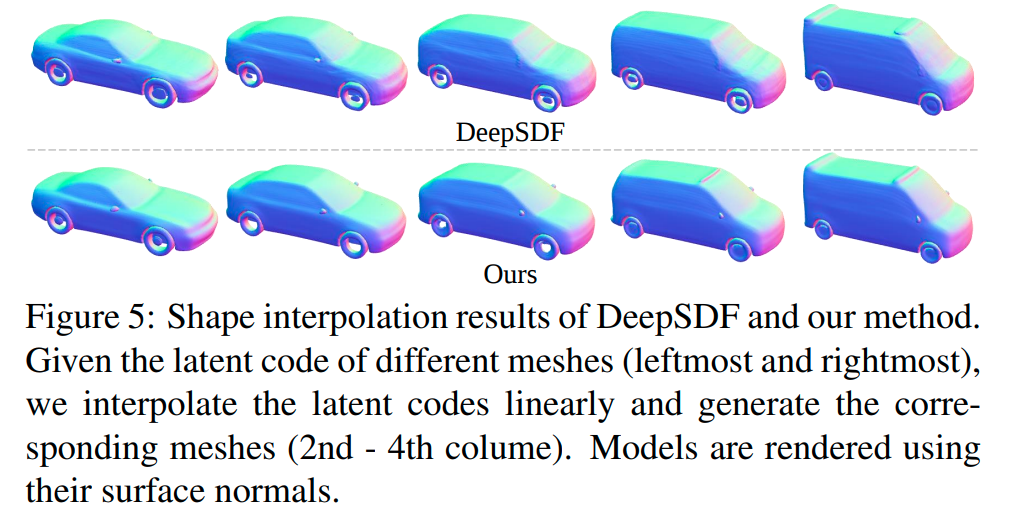 DeepSDF
Ours
Figure 5: Shape interpolation results of DeepSDF and our method.
Given the latent code of different meshes (leftmost and rightmost),
we interpolate the latent codes linearly and generate the corre-
sponding meshes (2nd - 4th colume). Models are rendered using
their surface normals.